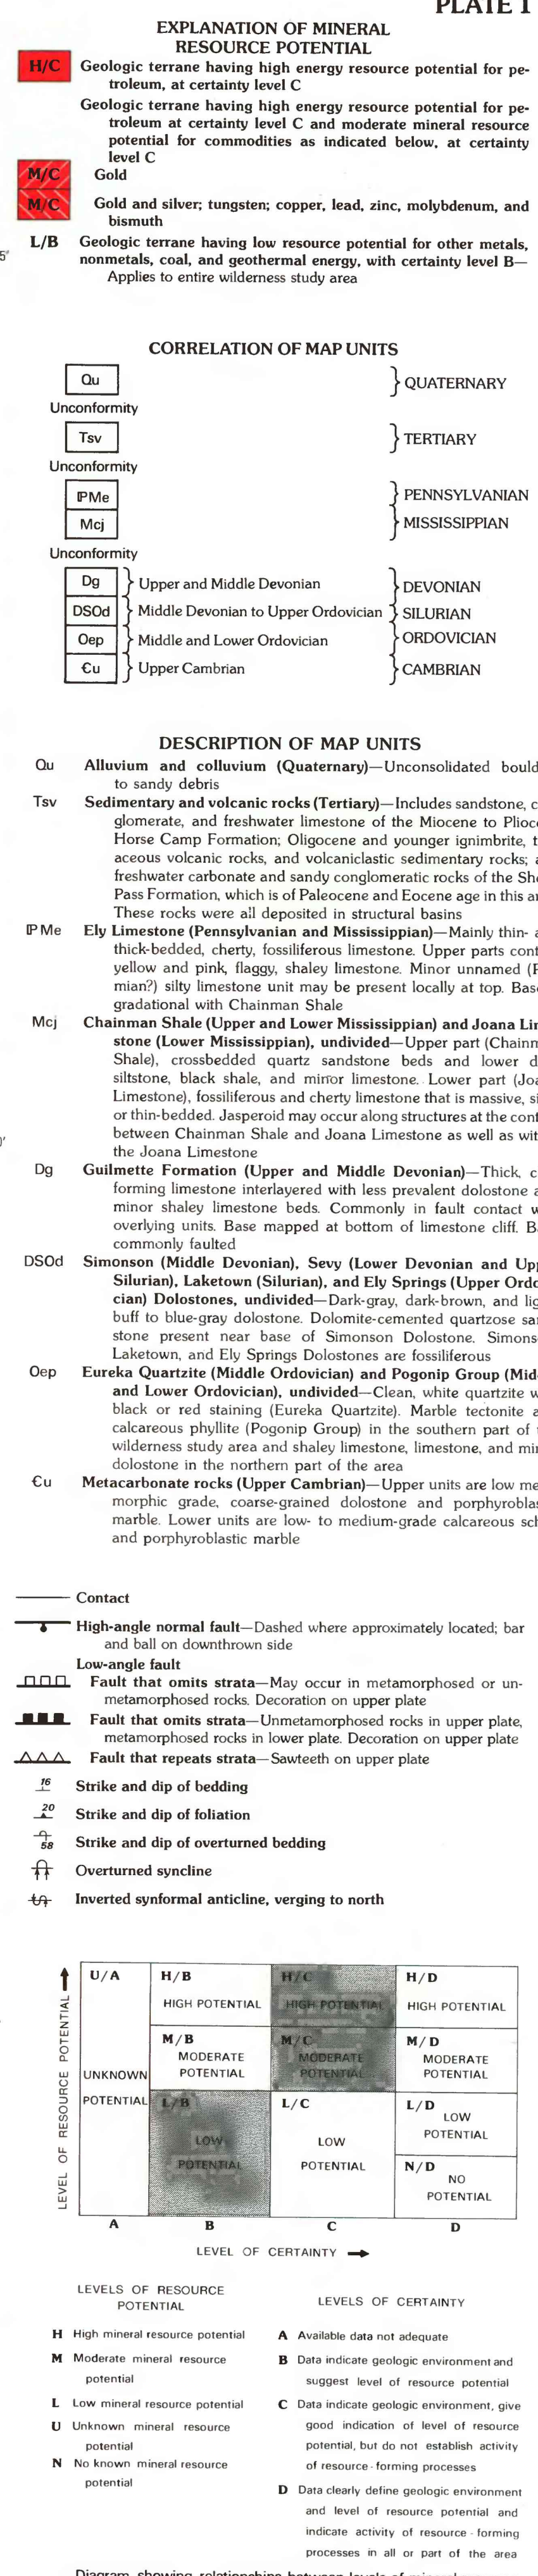 PLATE 1
EXPLANATION OF MINERAL
RESOURCE POTENTIAL
H/C Geologic terrane having high energy resource potential for pe-
troleum, at certainty level C
Geologic terrane having high energy resource potential for pe-
troleum at certainty level C and moderate mineral resource
potential for commodities as indicated below, at certainty
level C
M/C Gold
M/C Gold and silver; tungsten; copper, lead, zinc, molybdenum, and
bismuth
L/B Geologic terrane having low resource potential for other metals,
5″ nonmetals, coal, and geothermal energy, with certainty level B—
Applies to entire wilderness study area
CORRELATION OF MAP UNITS
Qu } QUATERNARY
Unconformity
Tsv } TERTIARY
Unconformity
ⅠPMe } PENNSYLVANIAN
Mcj } MISSISSIPPIAN
Unconformity
Dg } Upper and Middle Devonian } DEVONIAN
DSOd } Middle Devonian to Upper Ordovician } SILURIAN
Oep } Middle and Lower Ordovician } ORDOVICIAN
€u } Upper Cambrian } CAMBRIAN
DESCRIPTION OF MAP UNITS
Qu Alluvium and colluvium (Quaternary)—Unconsolidated bould
to sandy debris
Tsv Sedimentary and volcanic rocks (Tertiary)—Includes sandstone, c
glomerate, and freshwater limestone of the Miocene to Plioc
Horse Camp Formation; Oligocene and younger ignimbrite, t
aceous volcanic rocks, and volcaniclastic sedimentary rocks; a
freshwater carbonate and sandy conglomeratic rocks of the She
Pass Formation, which is of Paleocene and Eocene age in this ar
These rocks were all deposited in structural basins
ⅠPMe Ely Limestone (Pennsylvanian and Mississippian)—Mainly thin- a
thick-bedded, cherty, fossiliferous limestone. Upper parts cont
yellow and pink, flaggy, shaley limestone. Minor unnamed (P
mian?) silty limestone unit may be present locally at top. Bas
gradational with Chainman Shale
Mcj Chainman Shale (Upper and Lower Mississippian) and Joana Lim
stone (Lower Mississippian), undivided—Upper part (Chainm
Shale), crossbedded quartz sandstone beds and lower d
siltstone, black shale, and minor limestone. Lower part (Joa
Limestone), fossiliferous and cherty limestone that is massive, si
or thin-bedded. Jasperoid may occur along structures at the cont
0′ between Chainman Shale and Joana Limestone as well as wit
the Joana Limestone
Dg Guilmette Formation (Upper and Middle Devonian)—Thick, c
forming limestone interlayered with less prevalent dolostone a
minor shaley limestone beds. Commonly in fault contact w
overlying units. Base mapped at bottom of limestone cliff. B
commonly faulted
DSOd Simonson (Middle Devonian), Sevy (Lower Devonian and Upp
Silurian), Laketown (Silurian), and Ely Springs (Upper Ordo
cian) Dolostones, undivided—Dark-gray, dark-brown, and lig
buff to blue-gray dolostone. Dolomite-cemented quartzose sa
stone present near base of Simonson Dolostone. Simons
Laketown, and Ely Springs Dolostones are fossiliferous
Oep Eureka Quartzite (Middle Ordovician) and Pogonip Group (Mid
and Lower Ordovician), undivided—Clean, white quartzite w
black or red staining (Eureka Quartzite). Marble tectonite a
calcareous phyllite (Pogonip Group) in the southern part of t
wilderness study area and shaley limestone, limestone, and mi
dolostone in the northern part of the area
€u Metacarbonate rocks (Upper Cambrian)—Upper units are low me
morphic grade, coarse-grained dolostone and porphyroblas
marble. Lower units are low- to medium-grade calcareous sch
and porphyroblastic marble
Contact
High-angle normal fault—Dashed where approximately located; bar
and ball on downthrown side
Low-angle fault
Fault that omits strata—May occur in metamorphosed or un-
metamorphosed rocks. Decoration on upper plate
Fault that omits strata—Unmetamorphosed rocks in upper plate,
metamorphosed rocks in lower plate. Decoration on upper plate
Fault that repeats strata—Sawteeth on upper plate
16 Strike and dip of bedding
20 Strike and dip of foliation
58 Strike and dip of overturned bedding
Overturned syncline
Inverted synformal anticline, verging to north
LEVEL OF RESOURCE POTENTIAL
U/A H/B H/C H/D
HIGH POTENTIAL HIGH POTENTIAL HIGH POTENTIAL
M/B M/C M/D
MODERATE MODERATE MODERATE
UNKNOWN POTENTIAL POTENTIAL POTENTIAL
POTENTIAL L/B L/C L/D
LOW
POTENTIAL
LOW LOW
POTENTIAL POTENTIAL N/D
NO
POTENTIAL
A B C D
LEVEL OF CERTAINTY
LEVELS OF RESOURCE
POTENTIAL
H High mineral resource potential
M Moderate mineral resource
potential
L Low mineral resource potential
U Unknown mineral resource
potential
N No known mineral resource
potential
LEVELS OF CERTAINTY
A Available data not adequate
B Data indicate geologic environment and
suggest level of resource potential
C Data indicate geologic environment, give
good indication of level of resource
potential, but do not establish activity
of resource-forming processes
D Data clearly define geologic environment
and level of resource potential and
indicate activity of resource-forming
processes in all or part of the area
Diagram showing relationships between levels of mineral